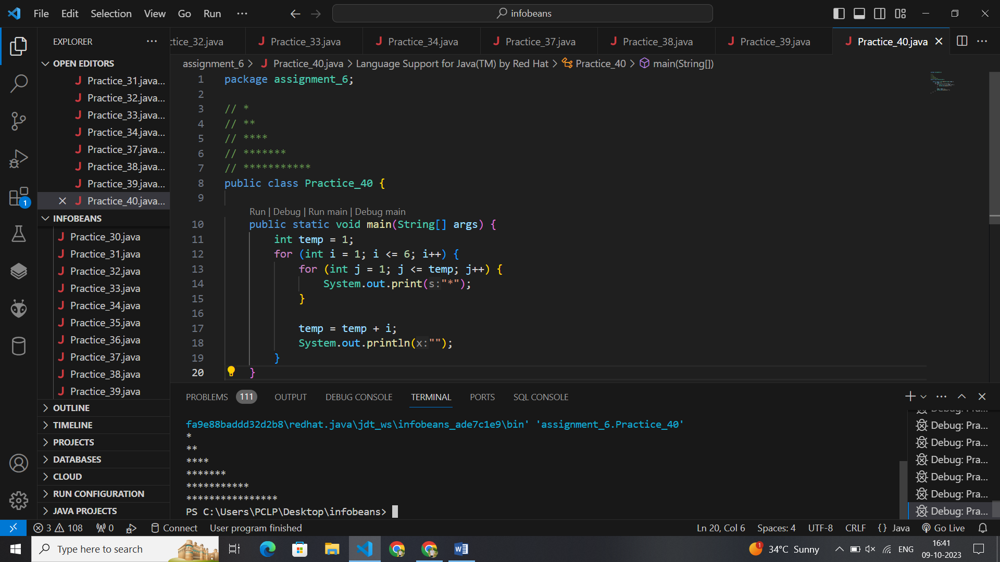 File Edit Selection View Go Run ··· infobeans
EXPLORER ···
OPEN EDITORS
Practice_31.java...
Practice_32.java...
Practice_33.java...
Practice_34.java...
Practice_37.java...
Practice_38.java...
Practice_39.java...
Practice_40.java...
INFOBEANS
Practice_30.java
Practice_31.java
Practice_32.java
Practice_33.java
Practice_34.java
Practice_35.java
Practice_36.java
Practice_37.java
Practice_38.java
Practice_39.java
OUTLINE
TIMELINE
PROJECTS
DATABASES
CLOUD
RUN CONFIGURATION
JAVA PROJECTS
1
ctice_32.java Practice_33.java Practice_34.java Practice_37.java Practice_38.java Practice_39.java Practice_40.java
assignment_6 > Practice_40.java > Language Support for Java(TM) by Red Hat > Practice_40 > main(String[])
1 package assignment_6;
2
3 // *
4 // **
5 // ****
6 // *******
7 // ***********
8 public class Practice_40 {
9
Run | Debug | Run main | Debug main
10 public static void main(String[] args) {
11 int temp = 1;
12 for (int i = 1; i <= 6; i++) {
13 for (int j = 1; j <= temp; j++) {
14 System.out.print(s:"*");
15 }
16
17 temp = temp + i;
18 System.out.println(x:"");
19 }
20 }
PROBLEMS 111 OUTPUT DEBUG CONSOLE TERMINAL PORTS SQL CONSOLE
fa9e88baddd32d2b8\redhat.java\jdt_ws\infobeans_ade7c1e9\bin' 'assignment_6.Practice_40'
*
**
****
*******
***********
****************
PS C:\Users\PCLP\Desktop\infobeans>
Debug: Pra...
Debug: Pra...
Debug: Pra...
Debug: Pra...
Debug: Pra...
Debug: Pra...
Debug: Pra...
3 108 0 Connect User program finished Ln 20, Col 6 Spaces: 4 UTF-8 CRLF {} Java Go Live
Type here to search 1 34°C Sunny ENG 16:41
09-10-2023